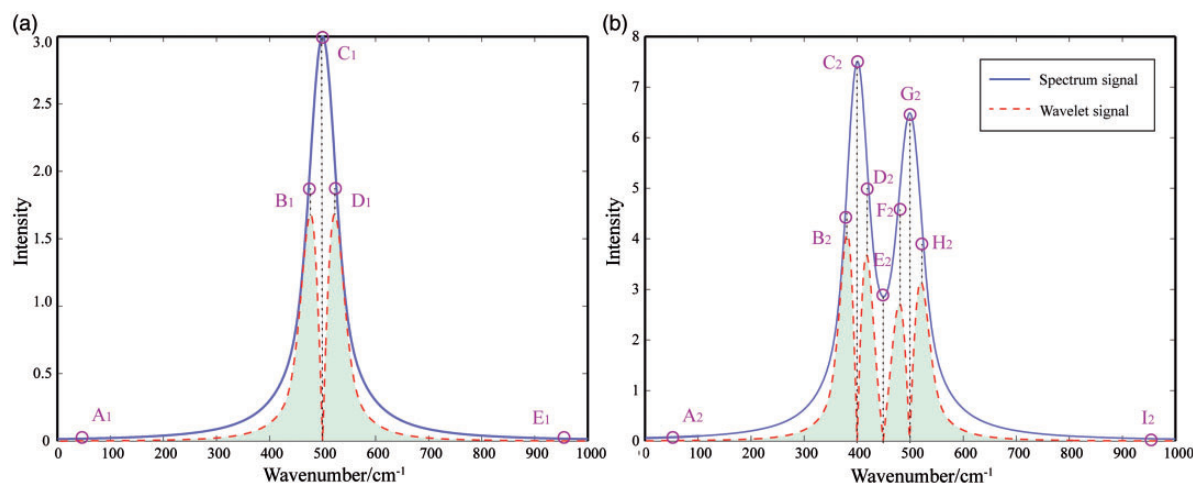 (a)
3.0
2.5
2.0
1.5
1.0
0.5
0
Intensity
A1
B1
C1
D1
E1
0 100 200 300 400 500 600 700 800 900 1000
Wavenumber/cm-1
(b)
8
7
6
5
4
3
2
1
0
Intensity
A2
B2
C2
D2
E2
F2
G2
H2
I2
Spectrum signal
Wavelet signal
0 100 200 300 400 500 600 700 800 900 1000
Wavenumber/cm-1